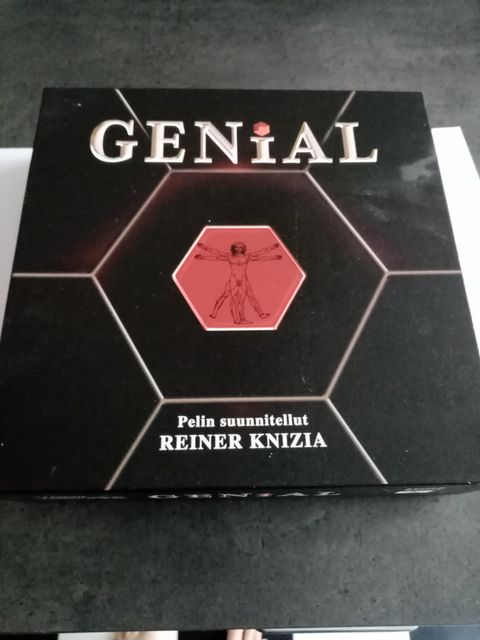 GENiAL
Pelin suunnitellut
REINER KNIZIA
GENiAL